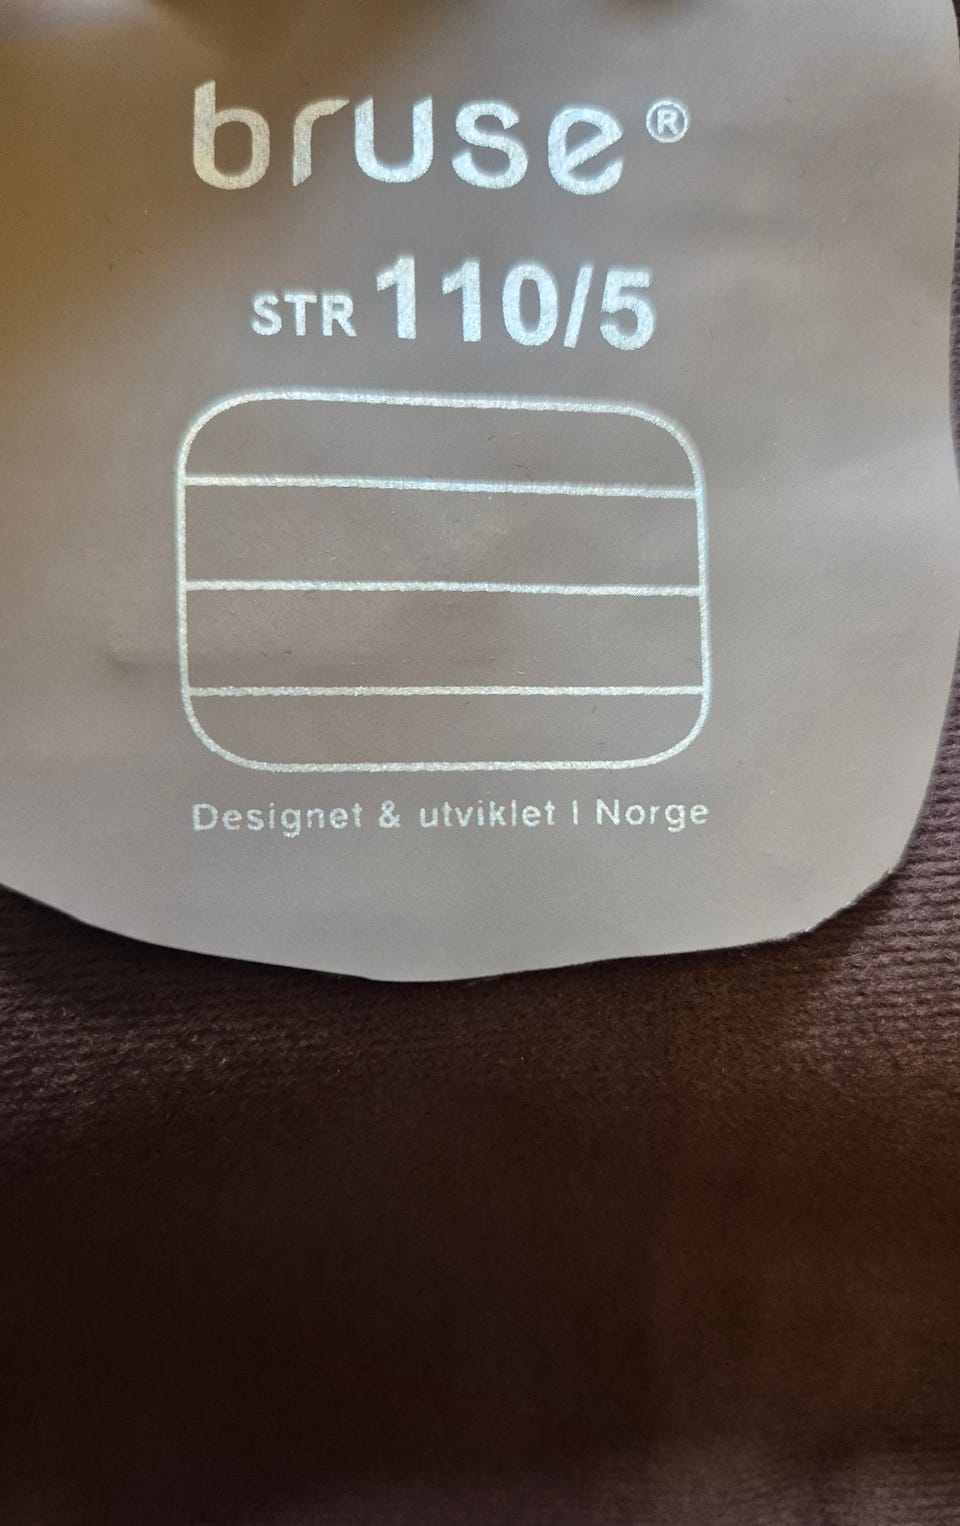 bruse®
STR 110/5
Designet & utviklet I Norge